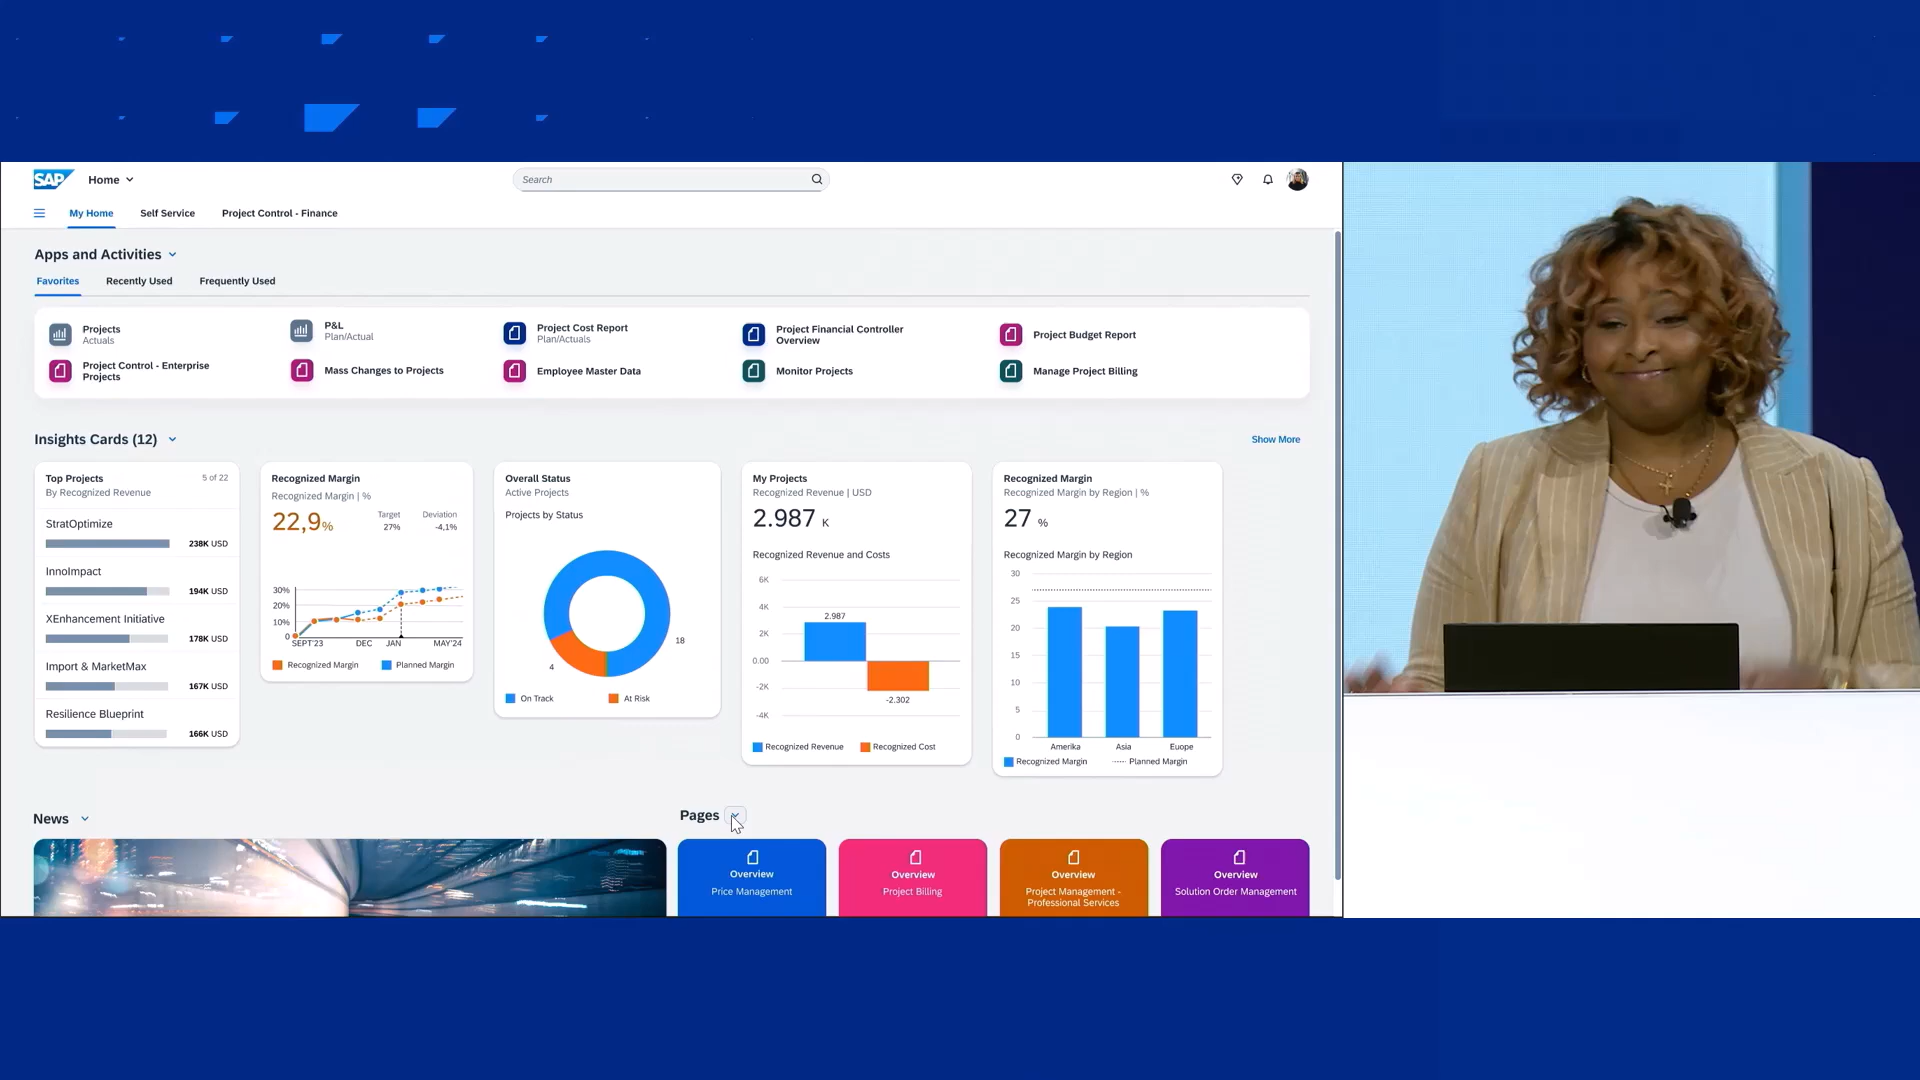 SAP
Home
Search
My Home
Self Service
Project Control - Finance
Apps and Activities
Favorites
Recently Used
Frequently Used
Projects
Actuals
P&L
Plan/Actual
Project Cost Report
Plan/Actuals
Project Financial Controller
Overview
Project Budget Report
Project Control - Enterprise
Projects
Mass Changes to Projects
Employee Master Data
Monitor Projects
Manage Project Billing
Insights Cards (12)
Show More
Top Projects
5 of 22
By Recognized Revenue
StratOptimize
238K USD
InnoImpact
194K USD
XEnhancement Initiative
178K USD
Import & MarketMax
167K USD
Resilience Blueprint
166K USD
Recognized Margin
Recognized Margin | %
22,9%
Target
27%
Deviation
-4,1%
30%
20%
10%
0
SEPT'23
DEC
JAN
MAY'24
Recognized Margin
Planned Margin
Overall Status
Active Projects
Projects by Status
18
4
On Track
At Risk
My Projects
Recognized Revenue | USD
2.987 K
Recognized Revenue and Costs
6K
4K
2K
0.00
-2K
-4K
2.987
-2.302
Recognized Revenue
Recognized Cost
Recognized Margin
Recognized Margin by Region | %
27 %
Recognized Margin by Region
30
25
20
15
10
5
0
Amerika
Asia
Euope
Recognized Margin
Planned Margin
News
Pages
Overview
Price Management
Overview
Project Billing
Overview
Project Management -
Professional Services
Overview
Solution Order Management